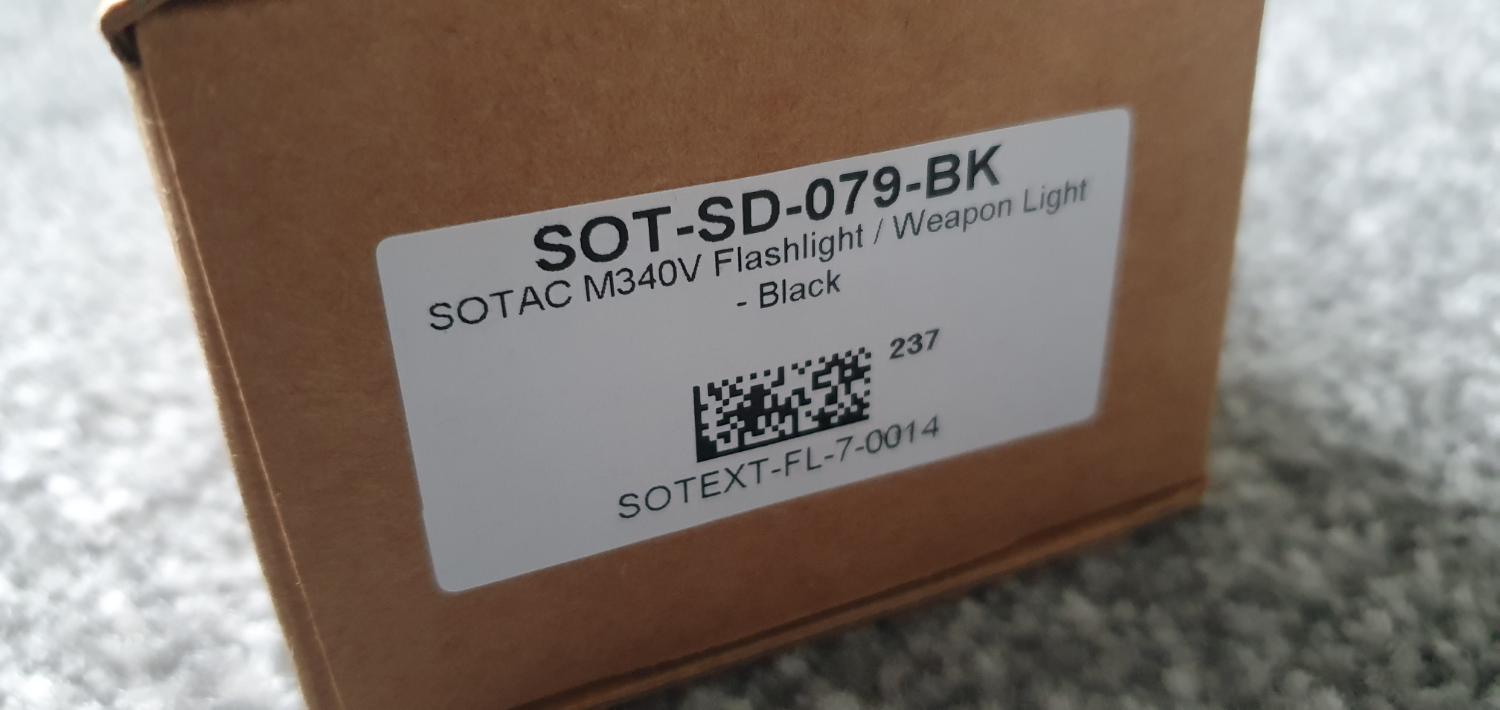 SOT-SD-079-BK
SOTAC M340V Flashlight / Weapon Light
- Black
237
SOTEXT-FL-7-0014